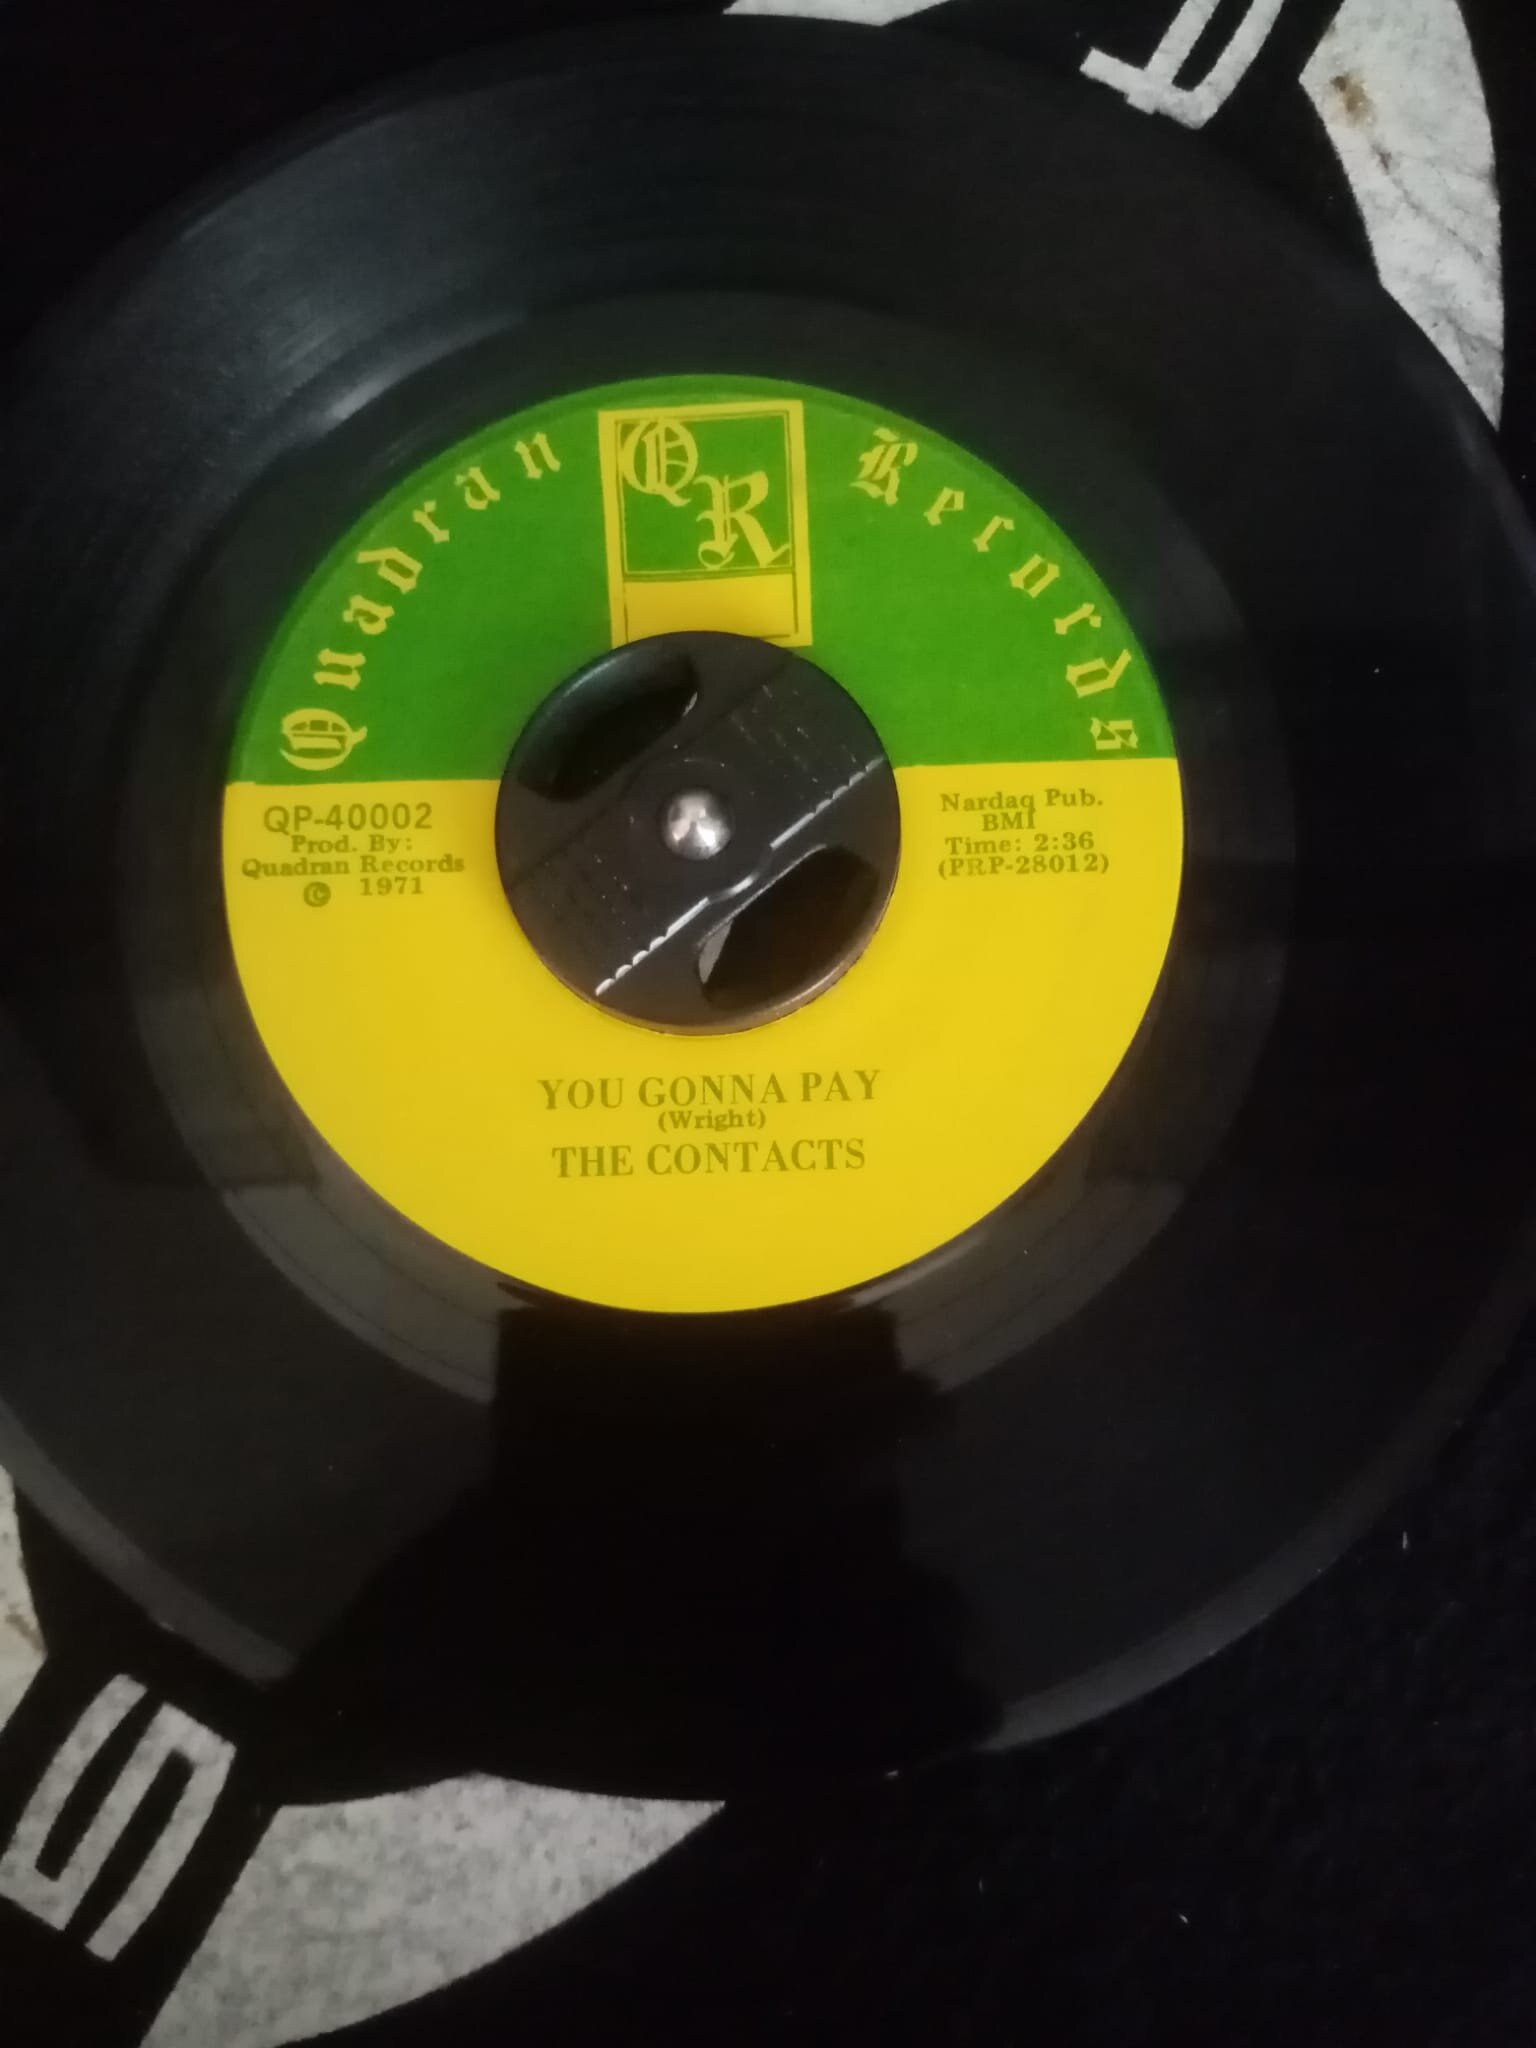 Quadran QR Records
QP-40002
Prod. By:
Quadran Records
© 1971
Nardaq Pub.
BMI
Time: 2:36
(PRP-28012)
YOU GONNA PAY
(Wright)
THE CONTACTS